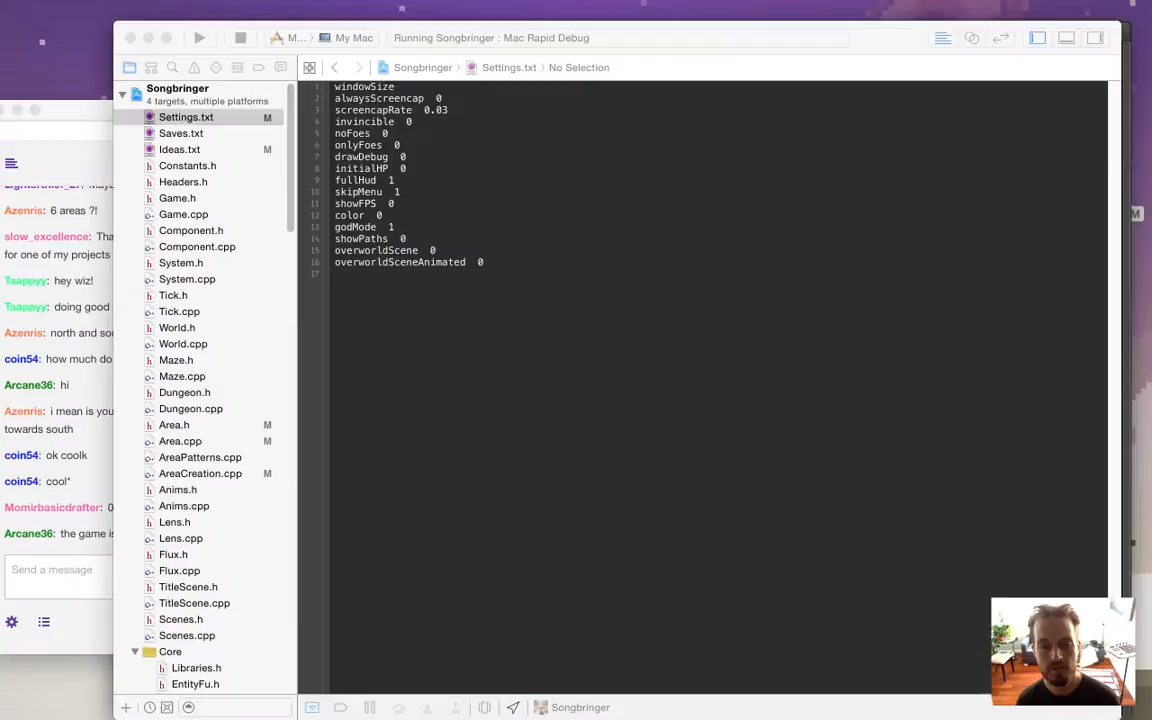 M... My Mac Running Songbringer : Mac Rapid Debug
Songbringer Settings.txt No Selection
Songbringer
4 targets, multiple platforms
Settings.txt M
Saves.txt
Ideas.txt M
Constants.h
Headers.h
Game.h
Game.cpp
Component.h
Component.cpp
System.h
System.cpp
Tick.h
Tick.cpp
World.h
World.cpp
Maze.h
Maze.cpp
Dungeon.h
Dungeon.cpp
Area.h M
Area.cpp M
AreaPatterns.cpp
AreaCreation.cpp M
Anims.h
Anims.cpp
Lens.h
Lens.cpp
Flux.h
Flux.cpp
TitleScene.h
TitleScene.cpp
Scenes.h
Scenes.cpp
Core
Libraries.h
EntityFu.h
1 windowSize
2 alwaysScreencap 0
3 screencapRate 0.03
4 invincible 0
5 noFoes 0
6 onlyFoes 0
7 drawDebug 0
8 initialHP 0
9 fullHud 1
10 skipMenu 1
11 showFPS 0
12 color 0
13 godMode 1
14 showPaths 0
15 overworldScene 0
16 overworldSceneAnimated 0
17
Azenris: 6 areas ?!
slow_excellence: Tha
for one of my projects
Taappyy: hey wiz!
Taappyy: doing good
Azenris: north and so
coin54: how much do
Arcane36: hi
Azenris: i mean is you
towards south
coin54: ok coolk
coin54: cool*
Momirbasicdrafter:
Arcane36: the game is
Send a message
Songbringer
M